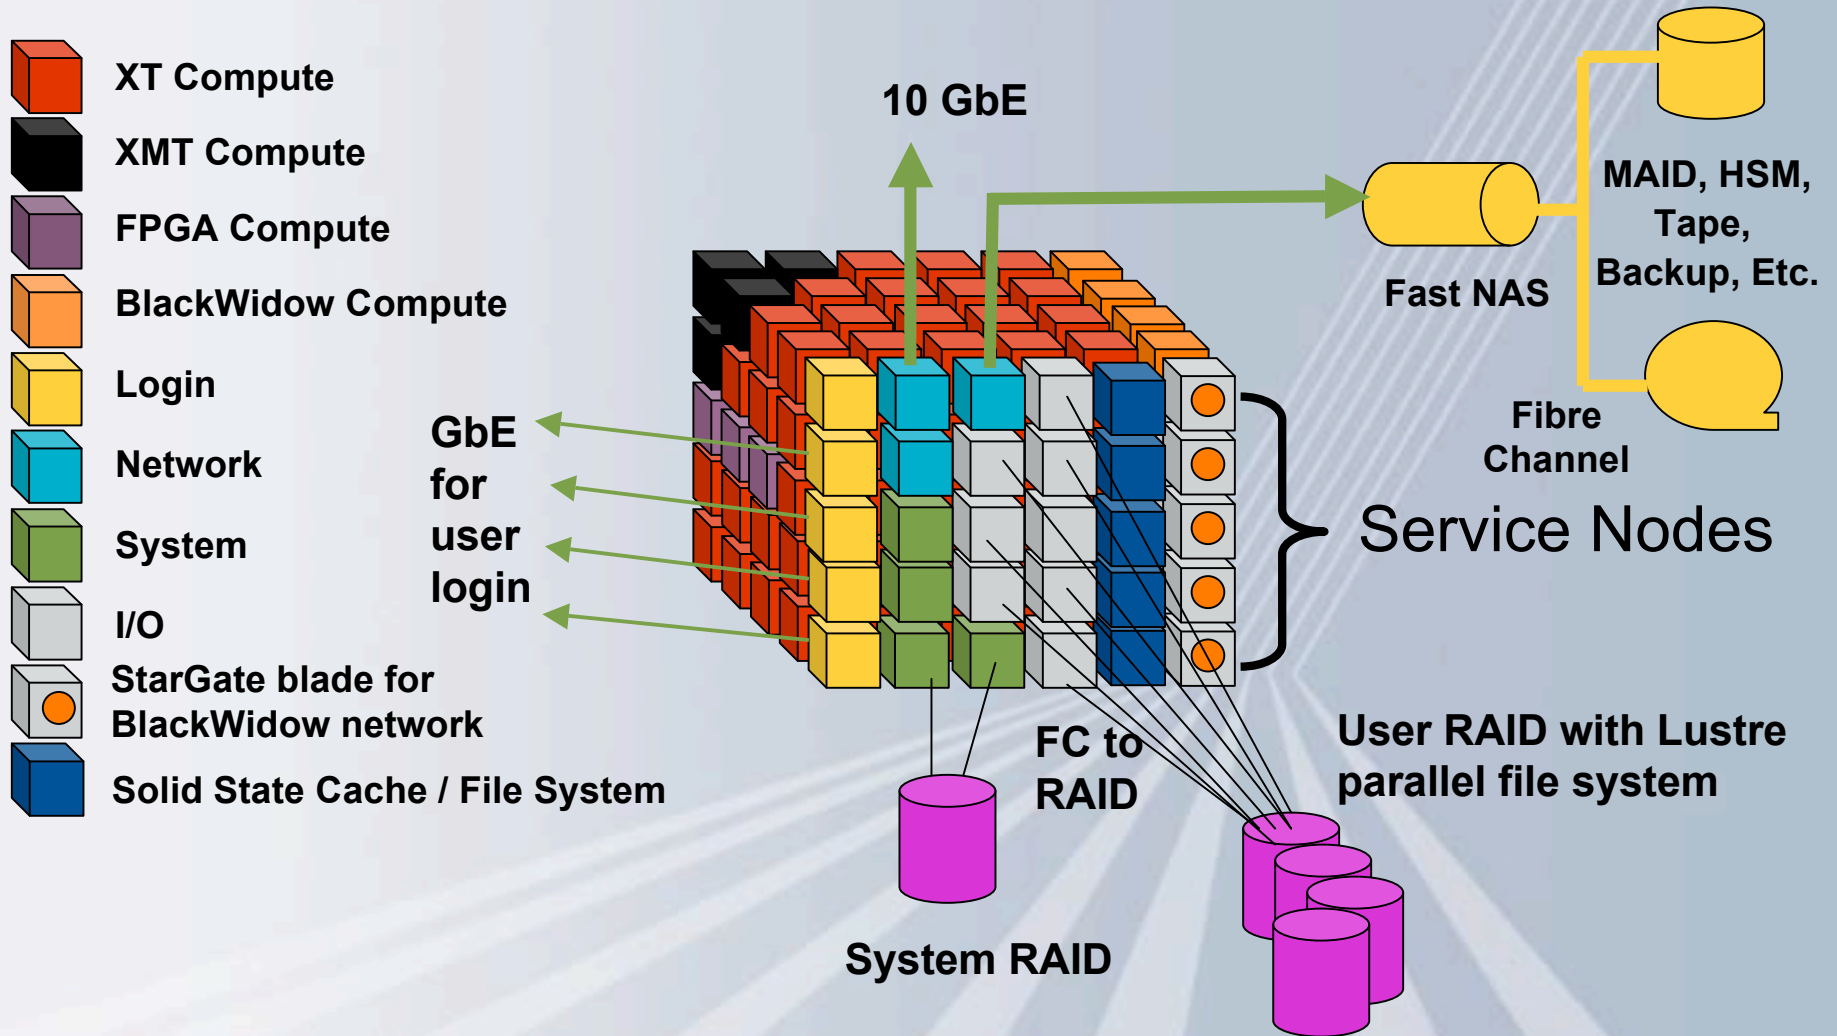 XT Compute
XMT Compute
FPGA Compute
BlackWidow Compute
Login
Network
System
I/O
StarGate blade for
BlackWidow network
Solid State Cache / File System
10 GbE
GbE
for
user
login
Fast NAS
MAID, HSM,
Tape,
Backup, Etc.
Fibre
Channel
Service Nodes
FC to
RAID
User RAID with Lustre
parallel file system
System RAID